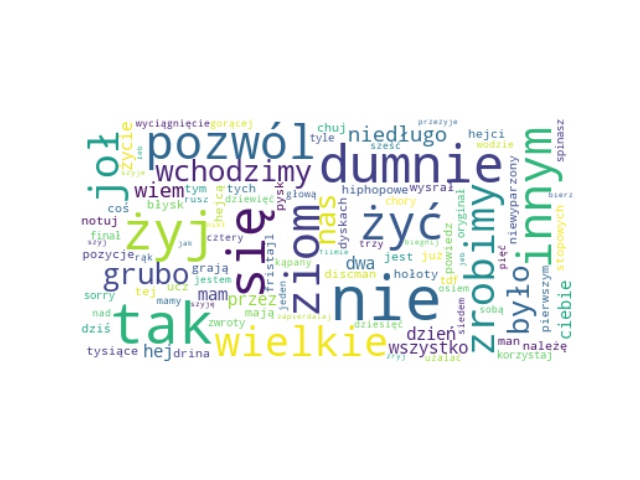 wyciągnięcie gorącej
pozwól
chuj
tyle
niedługo
sześć
przeżyje
hejci
wodzie
spinasz
joł
życie
wchodzimy
dumnie
innym
wiem
tym
tych
rusz
dziewięć
pysk
głową
hiphopowe
wysrał
niewyparzony
bierz
coś
błysk
hejcą
nas
dyskach
chory
oryginał
notuj
żyj
się
ziom
żyć
zrobimy
stopowych
finał
szyj
jak
cztery
fristajl
filmie
trzy
biegnij
powiedz
pozycje
rąk
grają
kąpany
dwa
jest
już
pięć
grubo
ucz
jestem
discman
hołoty
tdf
było
pierwszym
sorry
tej
mam
przez
jeden
nie
osiem
jeb
ciebie
nad
mamy
szyję
mają
zapierdalaj
siedem
sobą
dziś
tak
zwroty
dziesięć
dzień
man
należę
tysiące
hej
drina
wielkie
wszystko
korzystaj
użalać